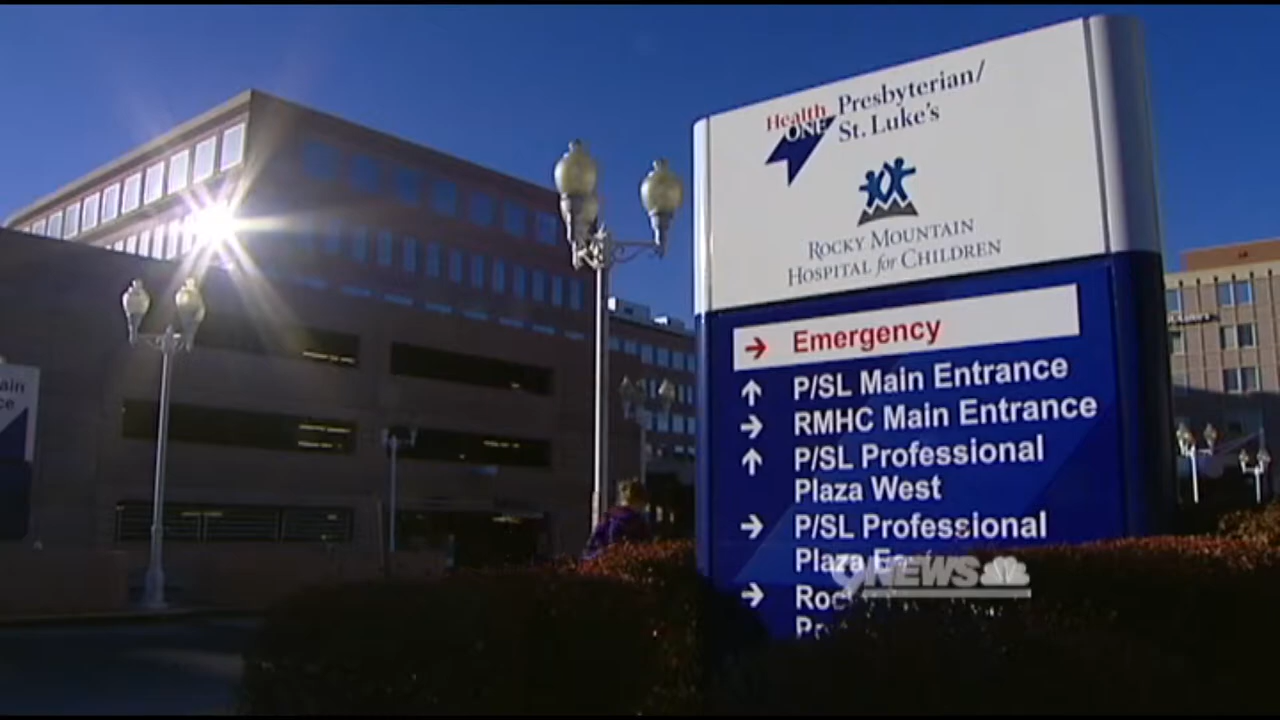 Health
ONE
Presbyterian/
St. Luke's
ROCKY MOUNTAIN
HOSPITAL for CHILDREN
→ Emergency
↑ P/SL Main Entrance
→ RMHC Main Entrance
↑ P/SL Professional
Plaza West
→ P/SL Professional
Plaza
→
9NEWS